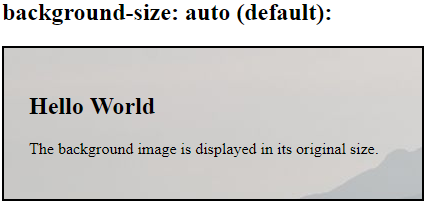 background-size: auto (default):
Hello World
The background image is displayed in its original size.